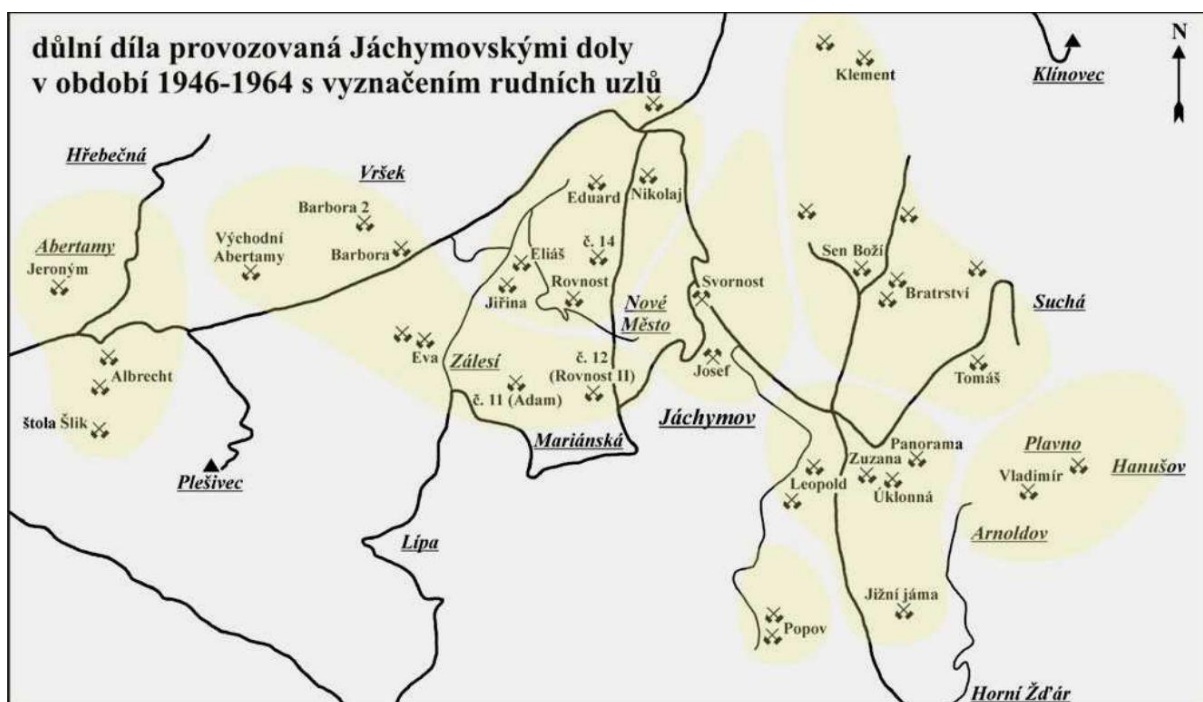 důlní díla provozovaná Jáchymovskými doly
v období 1946-1964 s vyznačením rudních uzlů
N
Klínovec
Klement
Hřebečná
Vršek
Eduard
Nikolaj
Barbora 2
Abertamy
Jeroným
Východní
Abertamy
Barbora
Eliáš
č. 14
Jiřina
Rovnost
Svornost
Sen Boží
Bratrství
Suchá
Nové
Město
Eva
Zálesí
č. 12
(Rovnost II)
Josef
Tomáš
Albrecht
č. 11 (Adam)
štola Šlik
Mariánská
Jáchymov
Panorama
Zuzana
Úklonná
Leopold
Plavno
Vladimír
Hanušov
Plešivec
Lípa
Arnoldov
Jižní jáma
Popov
Horní Žďár